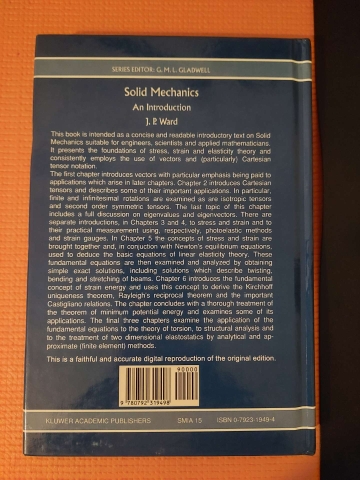 SERIES EDITOR: G. M. L. GLADWELL
Solid Mechanics
An Introduction
J. P. Ward
This book is intended as a concise and readable introductory text on Solid
Mechanics suitable for engineers, scientists and applied mathematicians.
It presents the foundations of stress, strain and elasticity theory and
consistently employs the use of vectors and (particularly) Cartesian
tensor notation.
The first chapter introduces vectors with particular emphasis being paid to
applications which arise in later chapters. Chapter 2 introduces Cartesian
tensors and describes some of their important applications. In particular,
finite and infinitesimal rotations are examined as are isotropic tensors
and second order symmetric tensors. The last topic of this chapter
includes a full discussion on eigenvalues and eigenvectors. There are
separate introductions, in Chapters 3 and 4, to stress and strain and to
their practical measurement using, respectively, photoelastic methods
and strain gauges. In Chapter 5 the concepts of stress and strain are
brought together and, in conjuction with Newton's equilibrium equations,
used to deduce the basic equations of linear elasticity theory. These
fundamental equations are then examined and analyzed by obtaining
simple exact solutions, including solutions which describe twisting,
bending and stretching of beams. Chapter 6 introduces the fundamental
concept of strain energy and uses this concept to derive the Kirchhoff
uniqueness theorem, Rayleigh's reciprocal theorem and the important
Castigliano relations. The chapter concludes with a thorough treatment of
the theorem of minimum potential energy and examines some of its
applications. The final three chapters examine the application of the
fundamental equations to the theory of torsion, to structural analysis and
to the treatment of two dimensional elastostatics by analytical and ap-
proximate (finite element) methods.
This is a faithful and accurate digital reproduction of the original edition.
90000
9 780792 319498
KLUWER ACADEMIC PUBLISHERS SMIA 15 ISBN 0-7923-1949-4